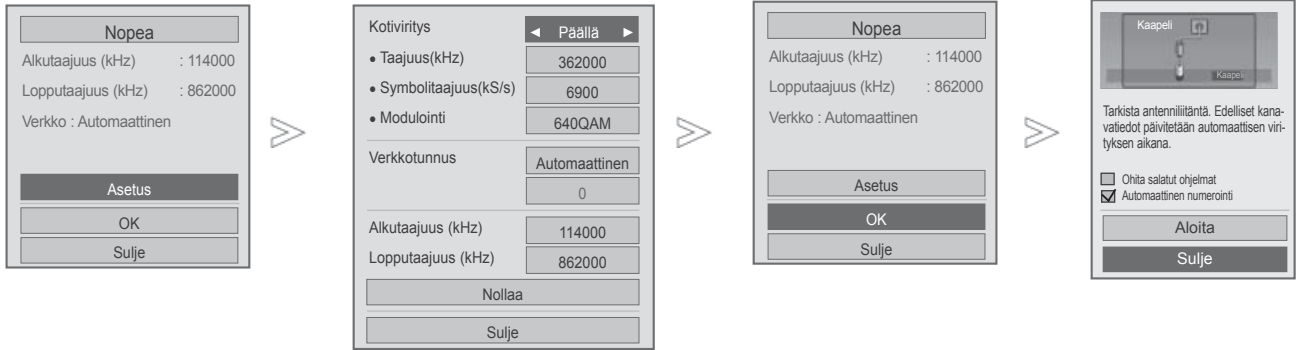 Nopea
Alkutaajuus (kHz) : 114000
Lopputaajuus (kHz) : 862000
Verkko : Automaattinen
Asetus
OK
Sulje
Kotiviritys ◄ Päällä ►
• Taajuus(kHz) 362000
• Symbolitaajuus(kS/s) 6900
• Modulointi 640QAM
Verkkotunnus Automaattinen
0
Alkutaajuus (kHz) 114000
Lopputaajuus (kHz) 862000
Nollaa
Sulje
Nopea
Alkutaajuus (kHz) : 114000
Lopputaajuus (kHz) : 862000
Verkko : Automaattinen
Asetus
OK
Sulje
Kaapeli
Kaapeli
Tarkista antenniliitäntä. Edelliset kana-
vatiedot päivitetään automaattisen viri-
tyksen aikana.
Ohita salatut ohjelmat
Automaattinen numerointi
Aloita
Sulje